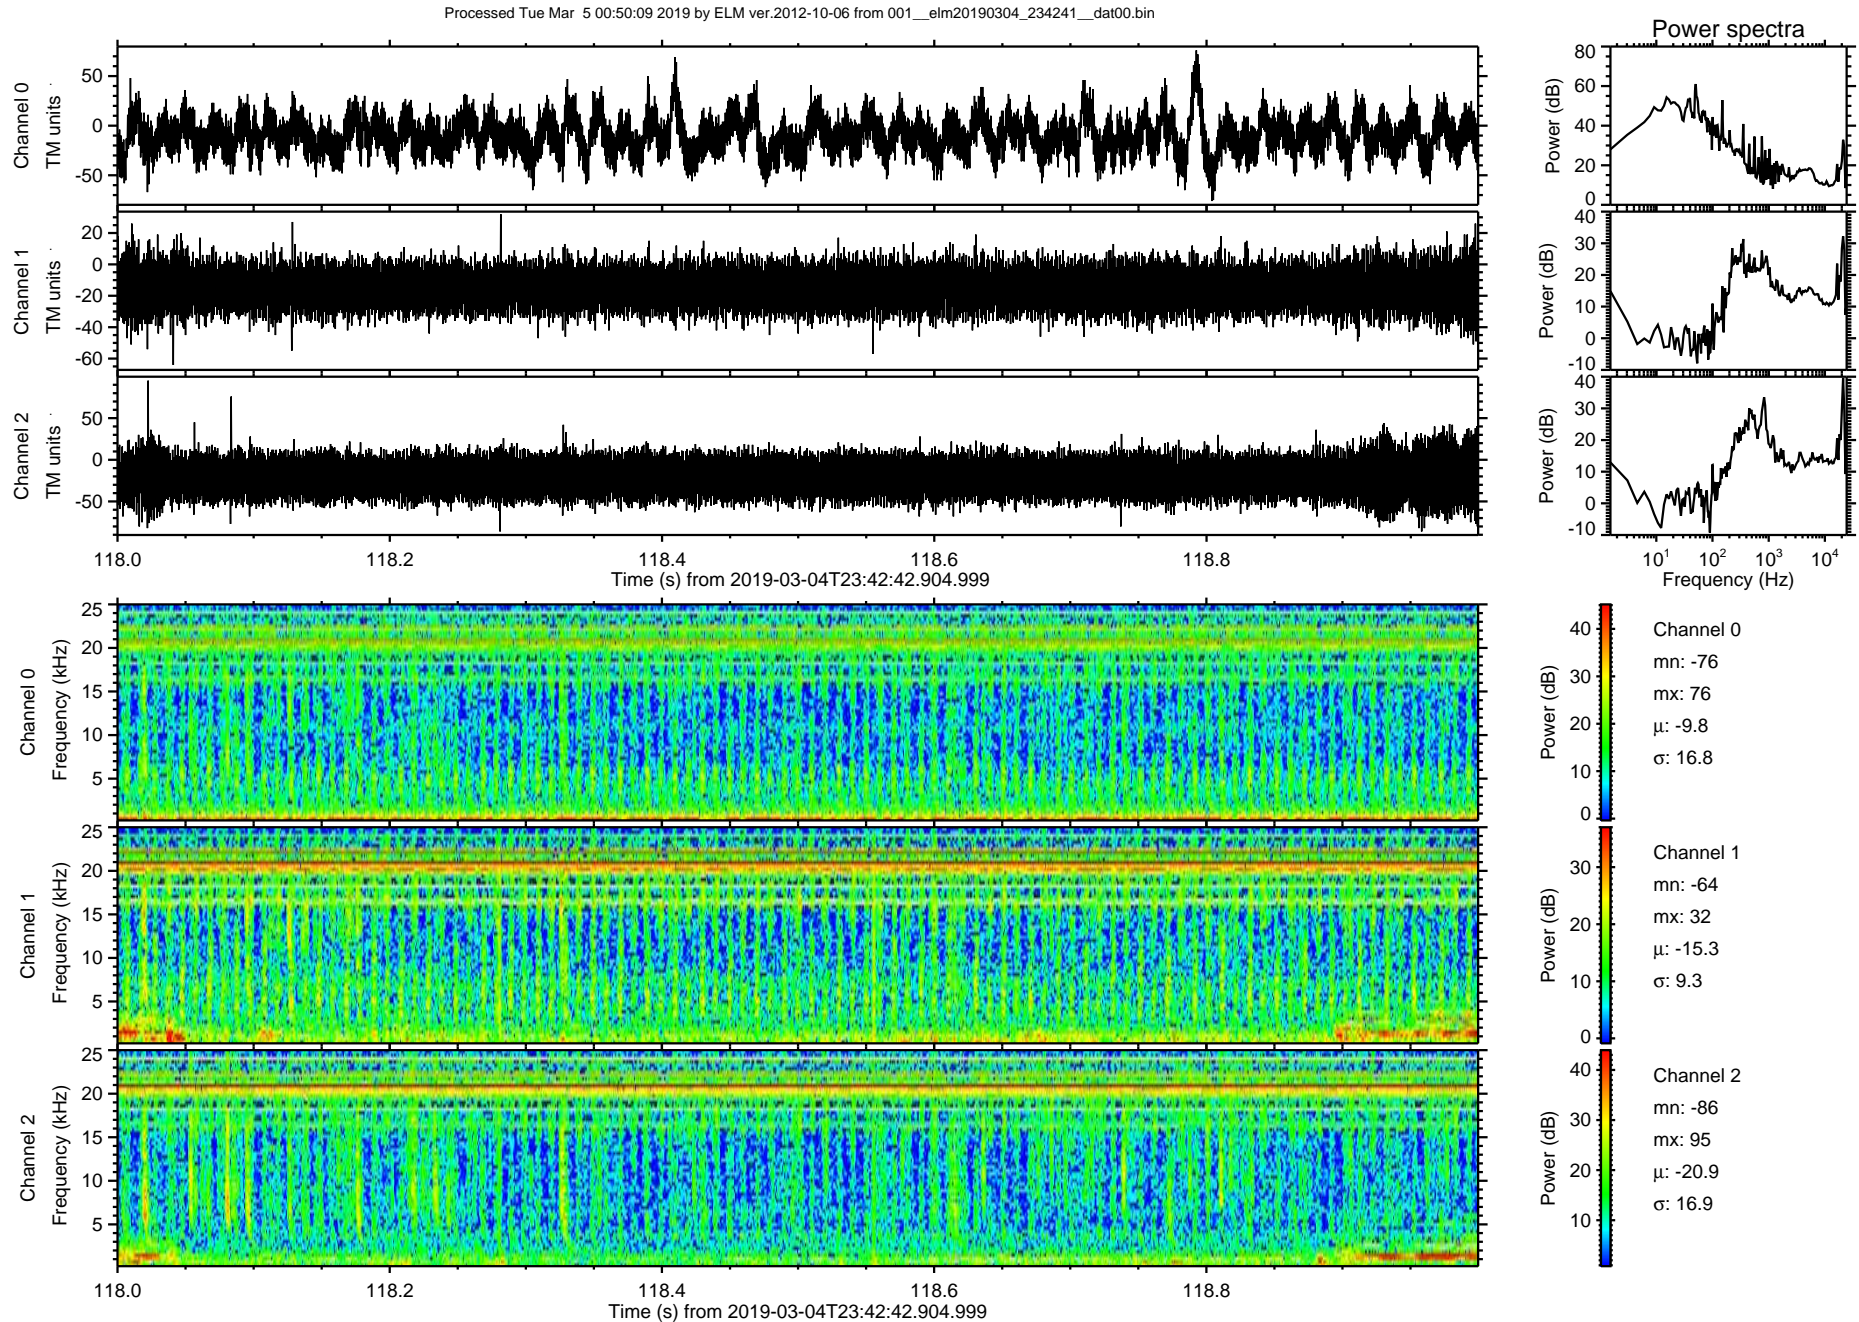 Processed Tue Mar  5 00:50:09 2019 by ELM ver.2012-10-06 from 001__elm20190304_234241__dat00.bin
Power spectra
Channel 0
TM units
50
0
-50
Power (dB)
80
60
40
20
0
Channel 1
TM units
20
0
-20
-40
-60
Power (dB)
40
30
20
10
0
-10
Channel 2
TM units
50
0
-50
Power (dB)
40
30
20
10
0
-10
118.0 118.2 118.4 118.6 118.8
Time (s) from 2019-03-04T23:42:42.904.999
10^1 10^2 10^3 10^4
Frequency (Hz)
Channel 0
Frequency (kHz)
25
20
15
10
5
Power (dB)
40
30
20
10
0
Channel 0
mn: -76
mx: 76
μ: -9.8
σ: 16.8
Channel 1
Frequency (kHz)
25
20
15
10
5
Power (dB)
30
20
10
0
Channel 1
mn: -64
mx: 32
μ: -15.3
σ: 9.3
Channel 2
Frequency (kHz)
25
20
15
10
5
Power (dB)
40
30
20
10
Channel 2
mn: -86
mx: 95
μ: -20.9
σ: 16.9
118.0 118.2 118.4 118.6 118.8
Time (s) from 2019-03-04T23:42:42.904.999